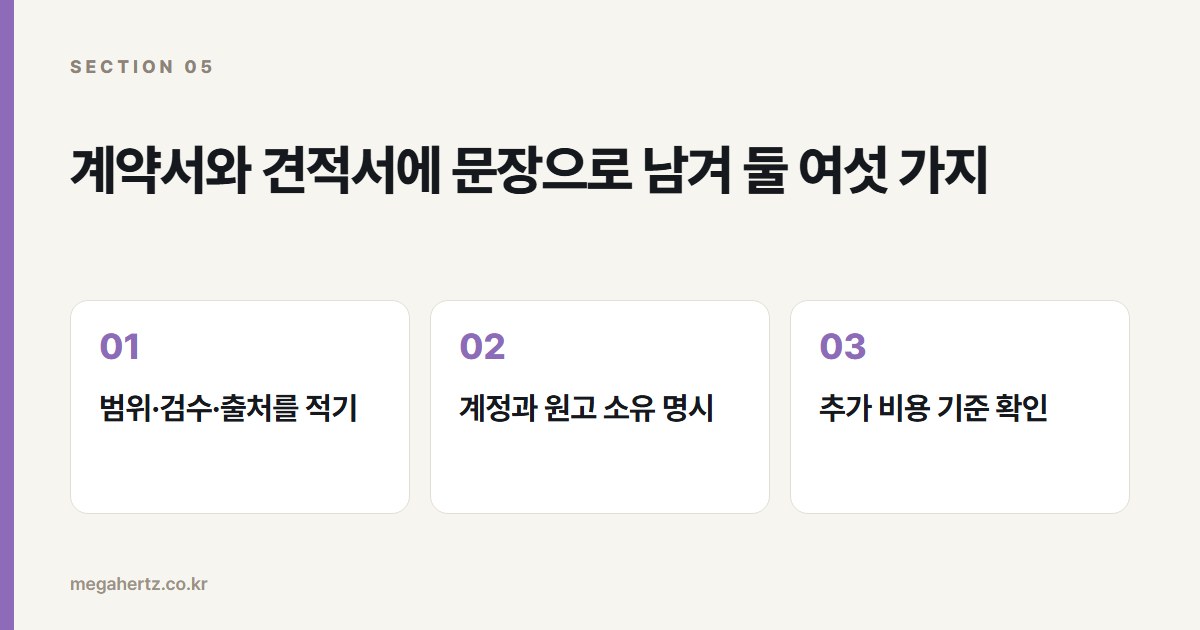 SECTION 05
계약서와 견적서에 문장으로 남겨 둘 여섯 가지
01
범위·검수·출처를 적기
02
계정과 원고 소유 명시
03
추가 비용 기준 확인
megahertz.co.kr